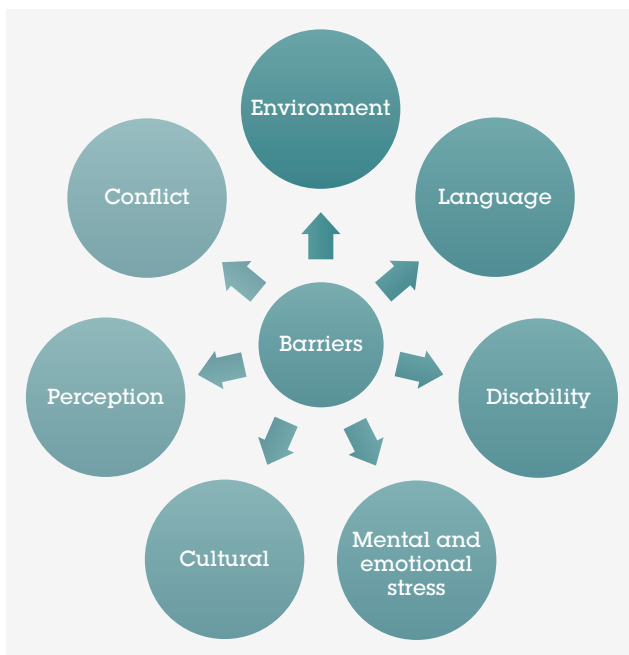 Environment
Language
Disability
Mental and
emotional
stress
Cultural
Perception
Conflict
Barriers